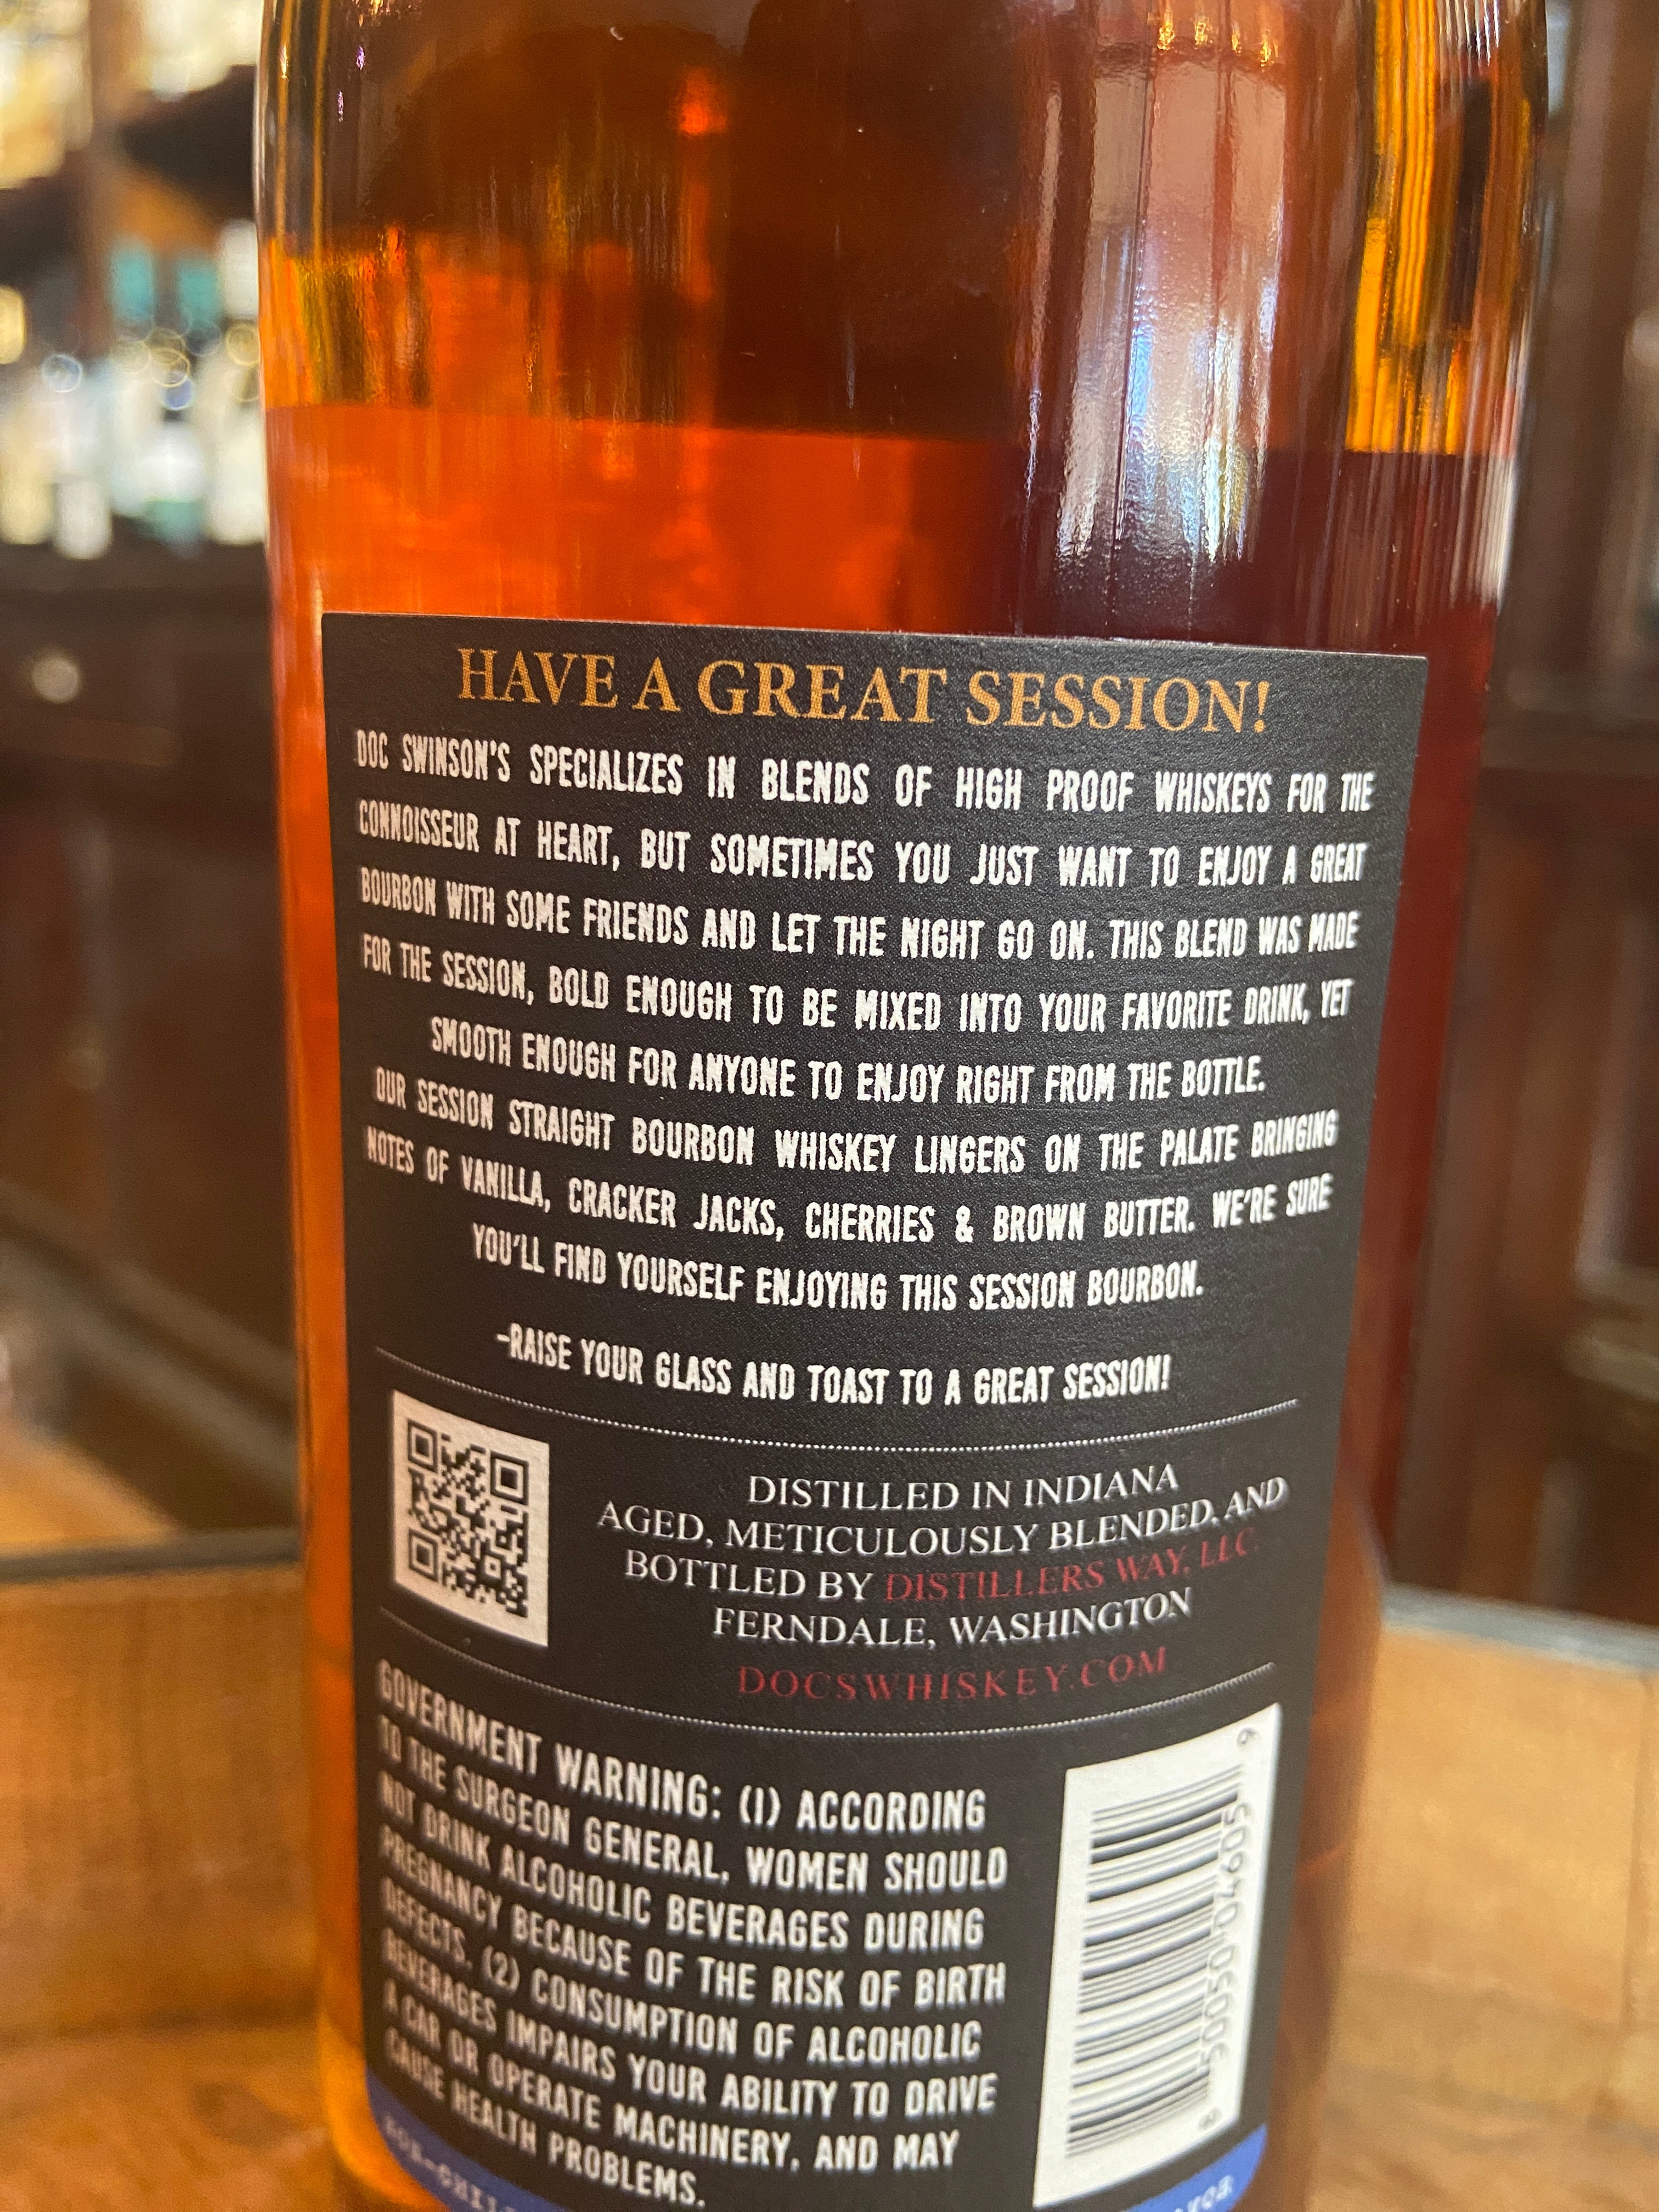 HAVE A GREAT SESSION!
DOC SWINSON'S SPECIALIZES IN BLENDS OF HIGH PROOF WHISKEYS FOR THE
CONNOISSEUR AT HEART, BUT SOMETIMES YOU JUST WANT TO ENJOY A GREAT
BOURBON WITH SOME FRIENDS AND LET THE NIGHT GO ON. THIS BLEND WAS MADE
FOR THE SESSION, BOLD ENOUGH TO BE MIXED INTO YOUR FAVORITE DRINK, YET
SMOOTH ENOUGH FOR ANYONE TO ENJOY RIGHT FROM THE BOTTLE.
OUR SESSION STRAIGHT BOURBON WHISKEY LINGERS ON THE PALATE BRINGING
NOTES OF VANILLA, CRACKER JACKS, CHERRIES & BROWN BUTTER. WE'RE SURE
YOU'LL FIND YOURSELF ENJOYING THIS SESSION BOURBON.
-RAISE YOUR GLASS AND TOAST TO A GREAT SESSION!
DISTILLED IN INDIANA
AGED, METICULOUSLY BLENDED, AND
BOTTLED BY DISTILLERS WAY, LLC.
FERNDALE, WASHINGTON
DOCSWHISKEY.COM
GOVERNMENT WARNING: (1) ACCORDING
TO THE SURGEON GENERAL, WOMEN SHOULD
NOT DRINK ALCOHOLIC BEVERAGES DURING
PREGNANCY BECAUSE OF THE RISK OF BIRTH
DEFECTS. (2) CONSUMPTION OF ALCOHOLIC
BEVERAGES IMPAIRS YOUR ABILITY TO DRIVE
A CAR OR OPERATE MACHINERY, AND MAY
CAUSE HEALTH PROBLEMS.